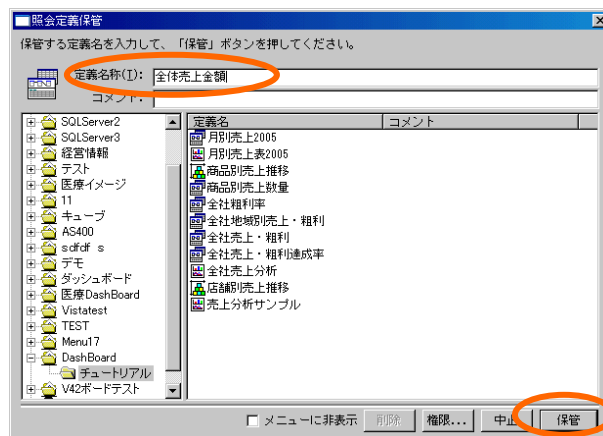 照会定義保管
保管する定義名を入力して、「保管」ボタンを押してください。
定義名称(I): 全体売上金額
コメント:
SQLServer2
SQLServer3
経営情報
テスト
医療イメージ
11
キューブ
AS400
sdfdf s
デモ
ダッシュボード
医療DashBoard
Vistatest
TEST
Menu17
DashBoard
チュートリアル
V42ボードテスト
定義名 コメント
月別売上2005
月別売上表2005
商品別売上推移
商品別売上数量
全社粗利率
全社地域別売上・粗利
全社売上・粗利
全社売上・粗利達成率
全社売上分析
店舗別売上推移
売上分析サンプル
メニューに非表示 削除 権限... 中止 保管